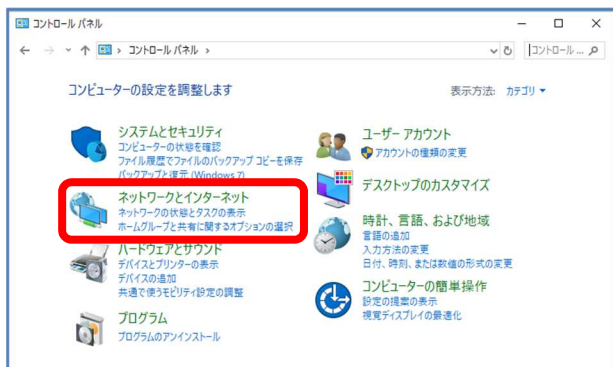 コントロール パネル
コントロール パネル
コントロール ...
コンピューターの設定を調整します
表示方法: カテゴリ
システムとセキュリティ
コンピューターの状態を確認
ファイル履歴でファイルのバックアップ コピーを保存
バックアップと復元 (Windows 7)
ネットワークとインターネット
ネットワークの状態とタスクの表示
ホームグループと共有に関するオプションの選択
ハードウェアとサウンド
デバイスとプリンターの表示
デバイスの追加
共通で使うモビリティ設定の調整
プログラム
プログラムのアンインストール
ユーザー アカウント
アカウントの種類の変更
デスクトップのカスタマイズ
時計、言語、および地域
言語の追加
入力方法の変更
日付、時刻、または数値の形式の変更
コンピューターの簡単操作
設定の提案の表示
視覚ディスプレイの最適化